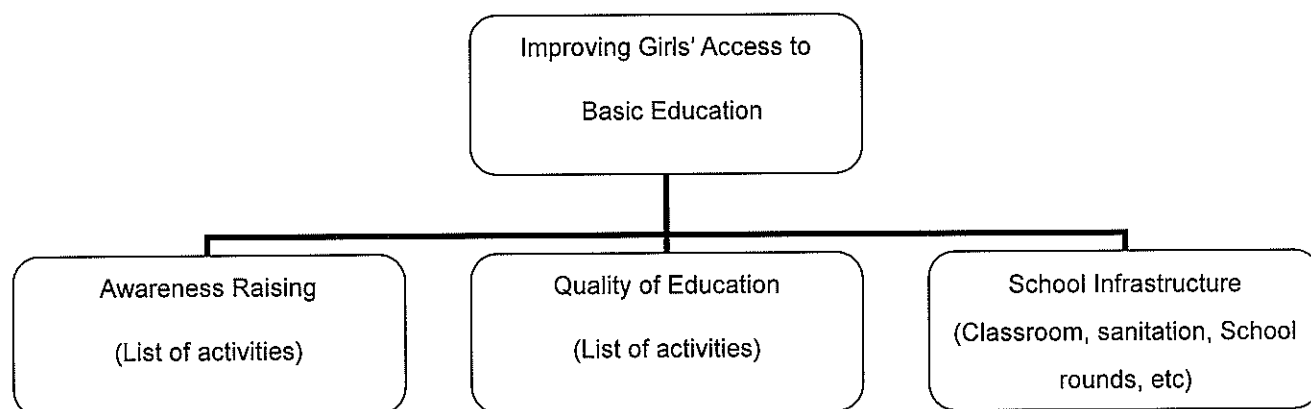 Improving Girls' Access to
Basic Education
Awareness Raising
(List of activities)
Quality of Education
(List of activities)
School Infrastructure
(Classroom, sanitation, School
rounds, etc)